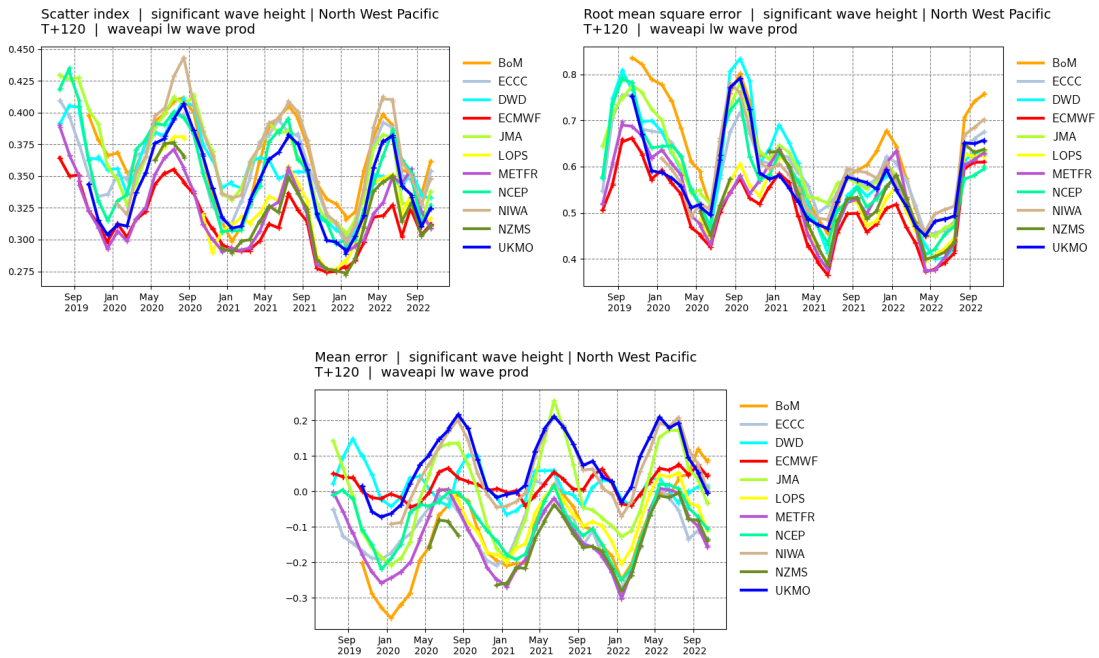 Scatter index | significant wave height | North West Pacific
T+120 | waveapi lw wave prod
0.450
0.425
0.400
0.375
0.350
0.325
0.300
0.275
Sep 2019
Jan 2020
May 2020
Sep 2020
Jan 2021
May 2021
Sep 2021
Jan 2022
May 2022
Sep 2022
BoM
ECCC
DWD
ECMWF
JMA
LOPS
METFR
NCEP
NIWA
NZMS
UKMO
Root mean square error | significant wave height | North West Pacific
T+120 | waveapi lw wave prod
0.8
0.7
0.6
0.5
0.4
Sep 2019
Jan 2020
May 2020
Sep 2020
Jan 2021
May 2021
Sep 2021
Jan 2022
May 2022
Sep 2022
BoM
ECCC
DWD
ECMWF
JMA
LOPS
METFR
NCEP
NIWA
NZMS
UKMO
Mean error | significant wave height | North West Pacific
T+120 | waveapi lw wave prod
0.2
0.1
0.0
−0.1
−0.2
−0.3
Sep 2019
Jan 2020
May 2020
Sep 2020
Jan 2021
May 2021
Sep 2021
Jan 2022
May 2022
Sep 2022
BoM
ECCC
DWD
ECMWF
JMA
LOPS
METFR
NCEP
NIWA
NZMS
UKMO